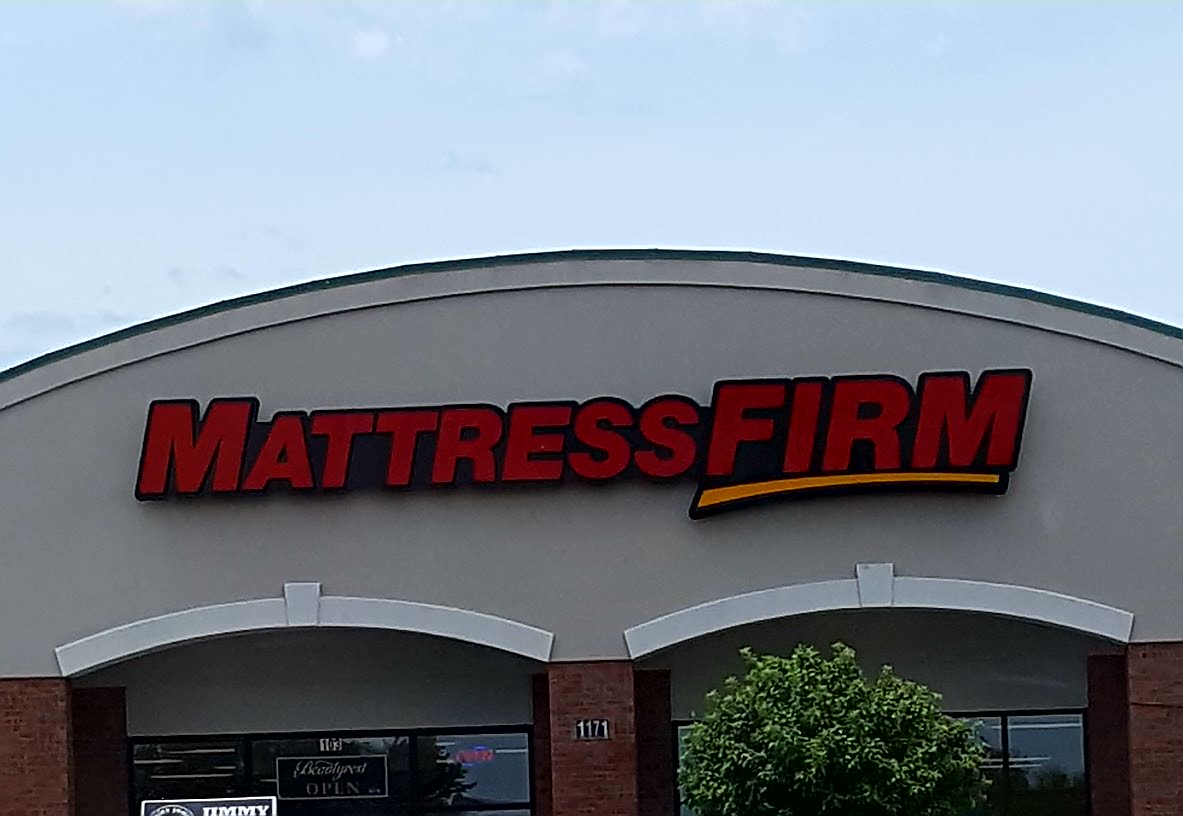 MATTRESSFIRM
1171
103
Beautyrest
OPEN
JIMMY